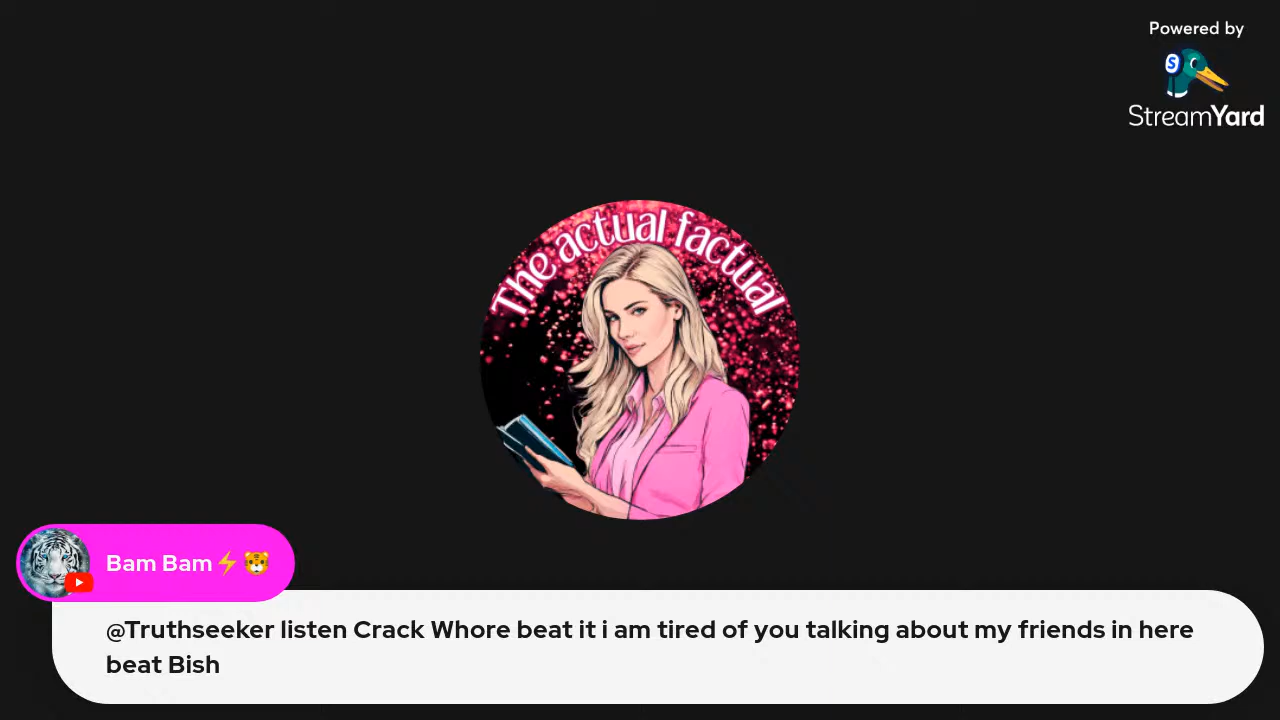 Powered by
S
StreamYard
The actual factual
Bam Bam⚡🐯
@Truthseeker listen Crack Whore beat it i am tired of you talking about my friends in here
beat Bish